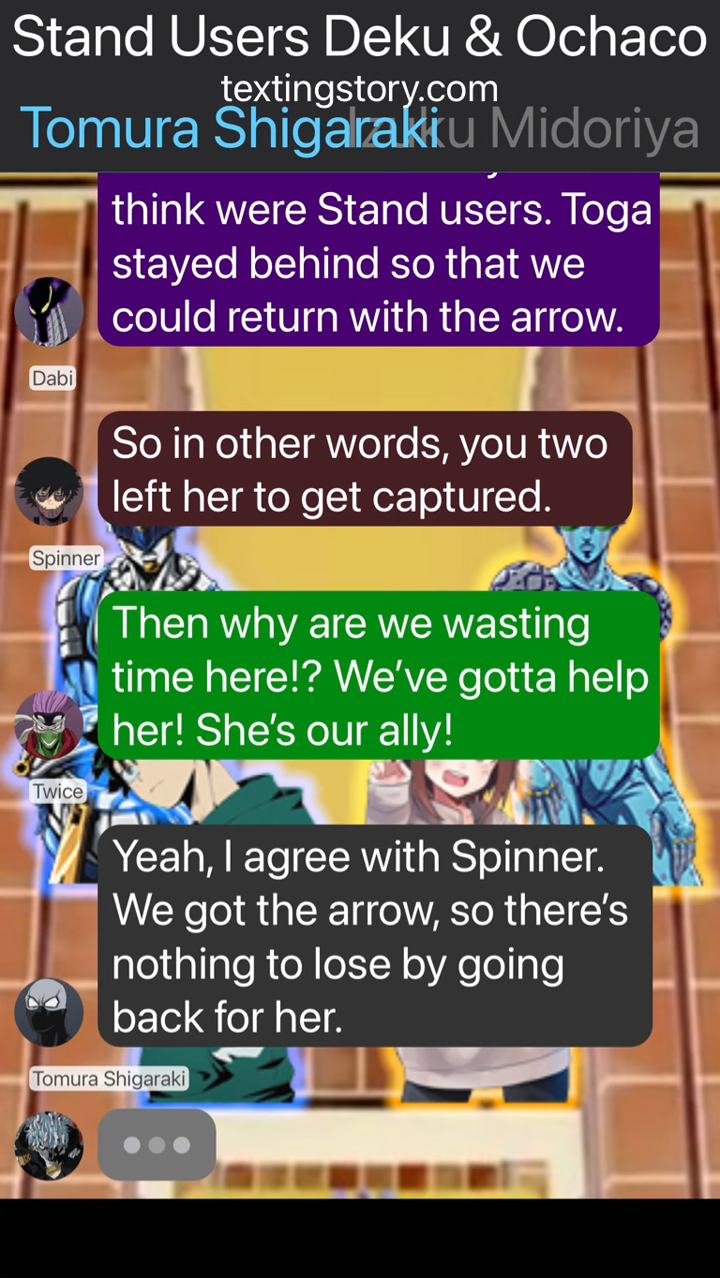 Stand Users Deku & Ochaco
textingstory.com
Tomura Shigaraki
Midoriya
think were Stand users. Toga
stayed behind so that we
could return with the arrow.
Dabi
So in other words, you two
left her to get captured.
Spinner
Then why are we wasting
time here!? We’ve gotta help
her! She’s our ally!
Twice
Yeah, I agree with Spinner.
We got the arrow, so there’s
nothing to lose by going
back for her.
Tomura Shigaraki